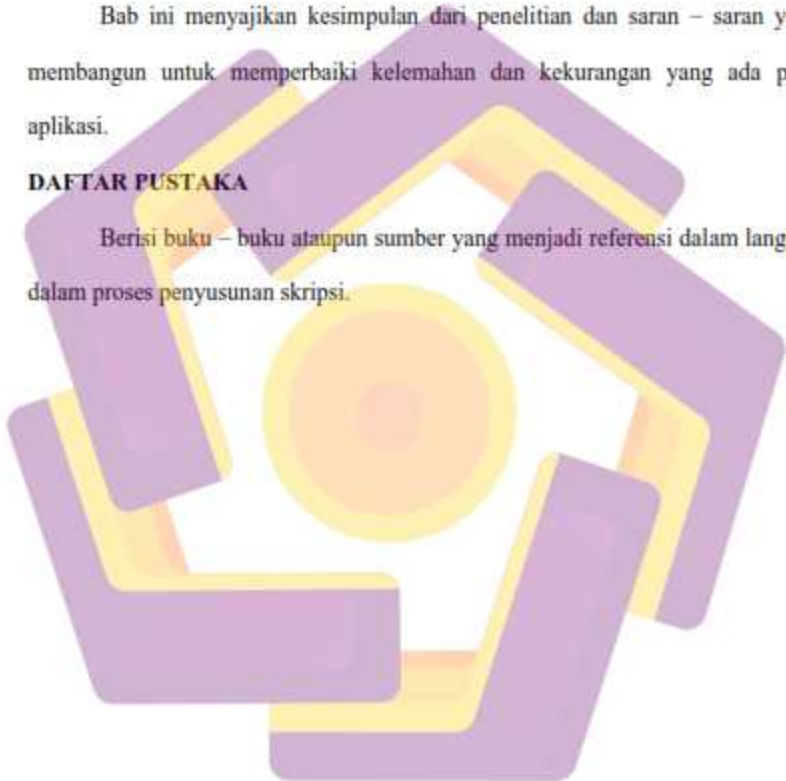 Bab ini menyajikan kesimpulan dari penelitian dan saran – saran y
membangun untuk memperbaiki kelemahan dan kekurangan yang ada p
aplikasi.
DAFTAR PUSTAKA
Berisi buku – buku ataupun sumber yang menjadi referensi dalam lang
dalam proses penyusunan skripsi.